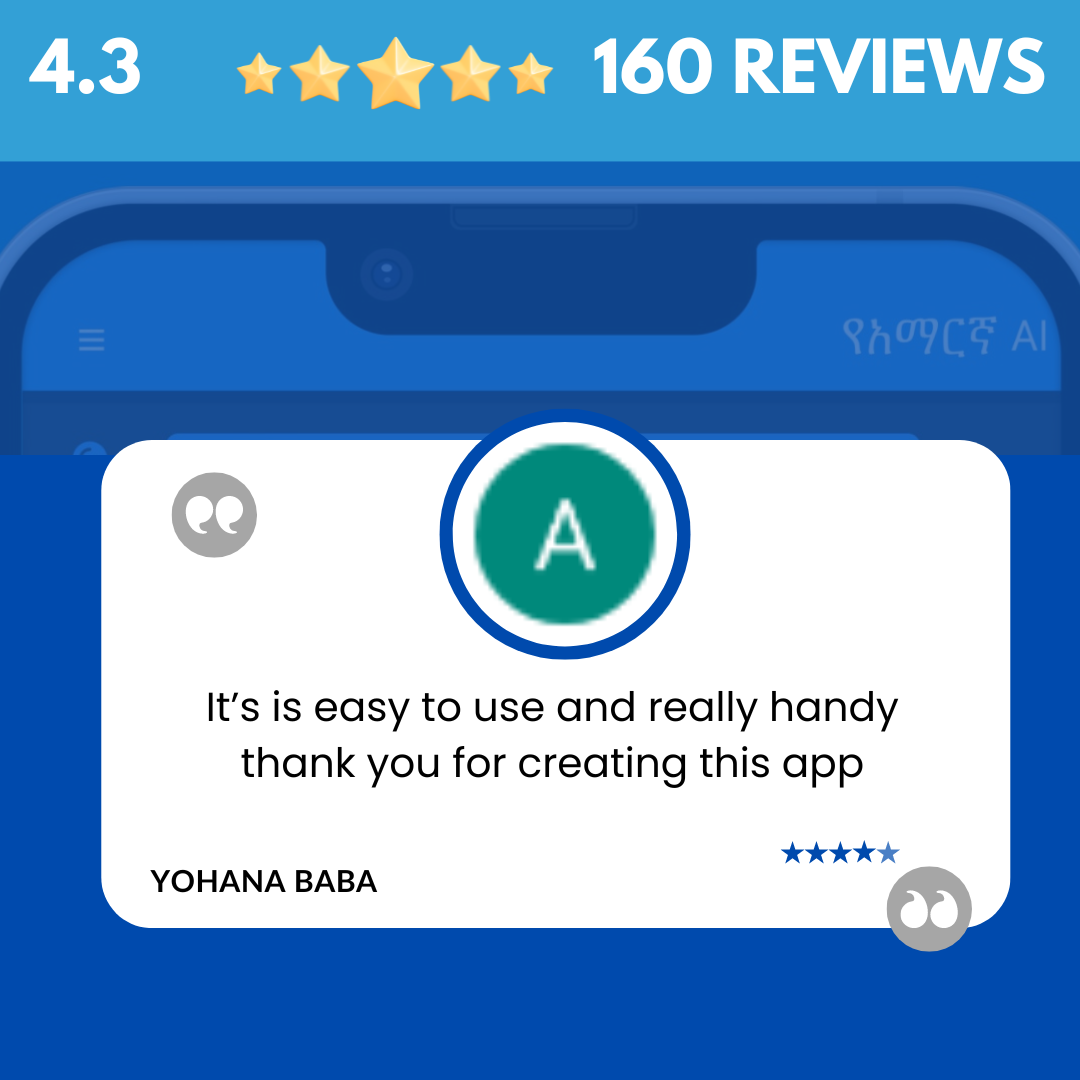 4.3
160 REVIEWS
የአማርኛ AI
A
It’s is easy to use and really handy
thank you for creating this app
YOHANA BABA